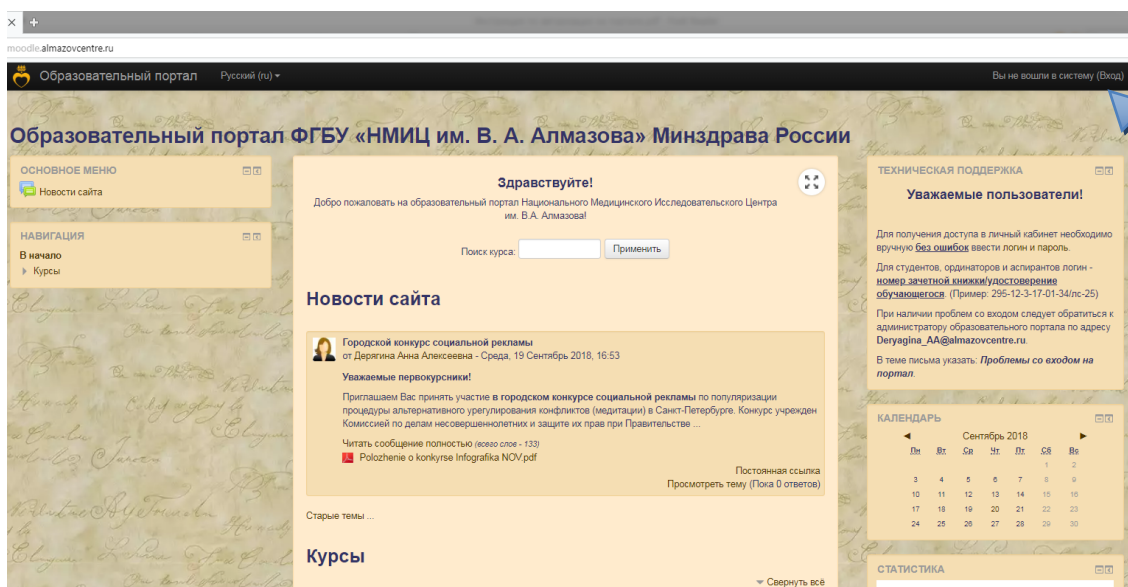 moodle.almazovcentre.ru
Образовательный портал Русский (ru)
Вы не вошли в систему (Вход)
Образовательный портал ФГБУ «НМИЦ им. В. А. Алмазова» Минздрава России
ОСНОВНОЕ МЕНЮ
Новости сайта
НАВИГАЦИЯ
В начало
Курсы
Здравствуйте!
Добро пожаловать на образовательный портал Национального Медицинского Исследовательского Центра
им. В.А. Алмазова!
Поиск курса: Применить
Новости сайта
Городской конкурс социальной рекламы
от Дерягина Анна Алексеевна - Среда, 19 Сентябрь 2018, 16:53
Уважаемые первокурсники!
Приглашаем Вас принять участие в городском конкурсе социальной рекламы по популяризации
процедуры альтернативного урегулирования конфликтов (медитации) в Санкт-Петербурге. Конкурс учрежден
Комиссией по делам несовершеннолетних и защите их прав при Правительстве ...
Читать сообщение полностью (всего слов - 133)
Polozhenie o konkyrse Infografika NOV.pdf
Постоянная ссылка
Просмотреть тему (Пока 0 ответов)
Старые темы ...
Курсы
Свернуть всё
ТЕХНИЧЕСКАЯ ПОДДЕРЖКА
Уважаемые пользователи!
Для получения доступа в личный кабинет необходимо
вручную без ошибок ввести логин и пароль.
Для студентов, ординаторов и аспирантов логин -
номер зачетной книжки/удостоверение
обучающегося. (Пример: 295-12-3-17-01-34/лс-25)
При наличии проблем со входом следует обратиться к
администратору образовательного портала по адресу
Deryagina_AA@almazovcentre.ru.
В теме письма указать: Проблемы со входом на
портал.
КАЛЕНДАРЬ
Сентябрь 2018
Пн Вт Ср Чт Пт Сб Вс
1 2
3 4 5 6 7 8 9
10 11 12 13 14 15 16
17 18 19 20 21 22 23
24 25 26 27 28 29 30
СТАТИСТИКА